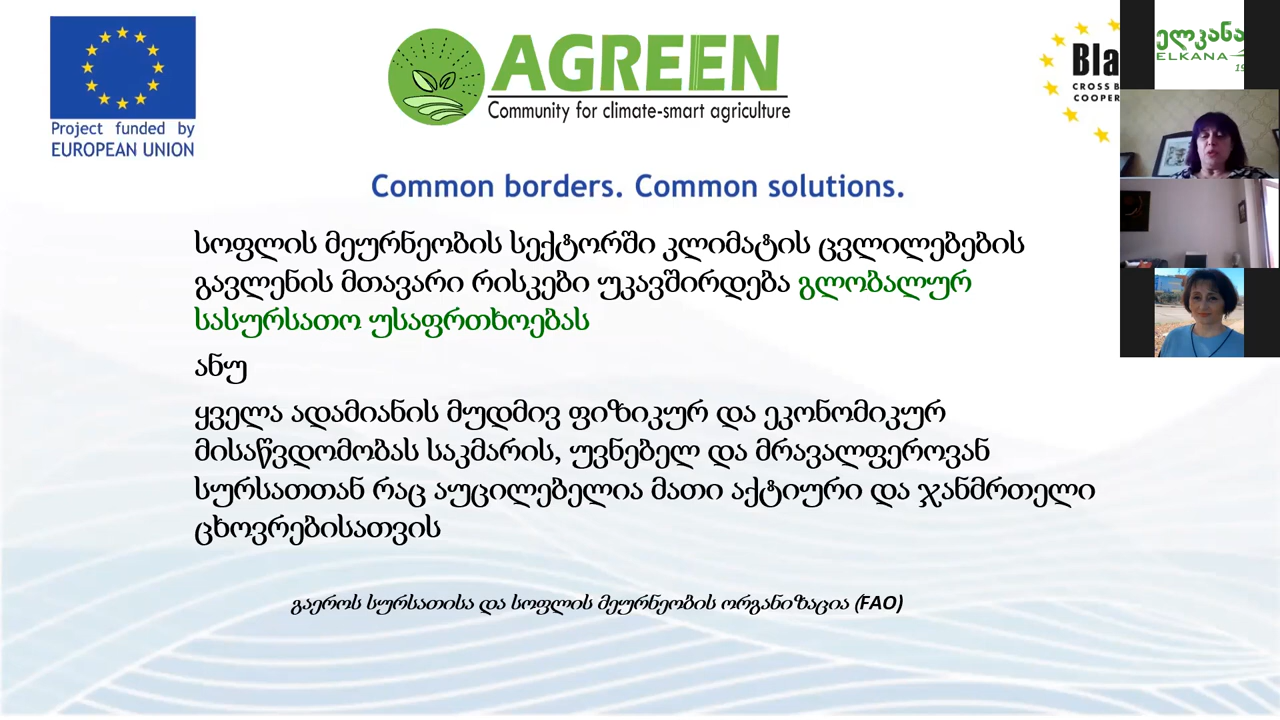 Project funded by
EUROPEAN UNION
AGREEN
Community for climate-smart agriculture
CROSS
ელკანა
ELKANA
Common borders. Common solutions.
სოფლის მეურნეობის სექტორში კლიმატის ცვლილებების
გავლენის მთავარი რისკები უკავშირდება გლობალურ
სასურსათო უსაფრთხოებას
ანუ
ყველა ადამიანის მუდმივ ფიზიკურ და ეკონომიკურ
მისაწვდომობას საკმარის, უვნებელ და მრავალფეროვან
სურსათთან რაც აუცილებელია მათი აქტიური და ჯანმრთელი
ცხოვრებისათვის
გაეროს სურსათისა და სოფლის მეურნეობის ორგანიზაცია (FAO)